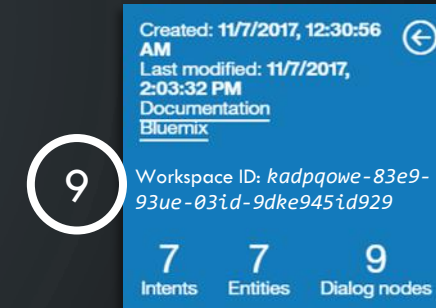 Created: 11/7/2017, 12:30:56
AM
Last modified: 11/7/2017,
2:03:32 PM
Documentation
Bluemix
9
Workspace ID: kadpqowe-83e9-
93ue-03id-9dke945id929
7 7 9
Intents Entities Dialog nodes